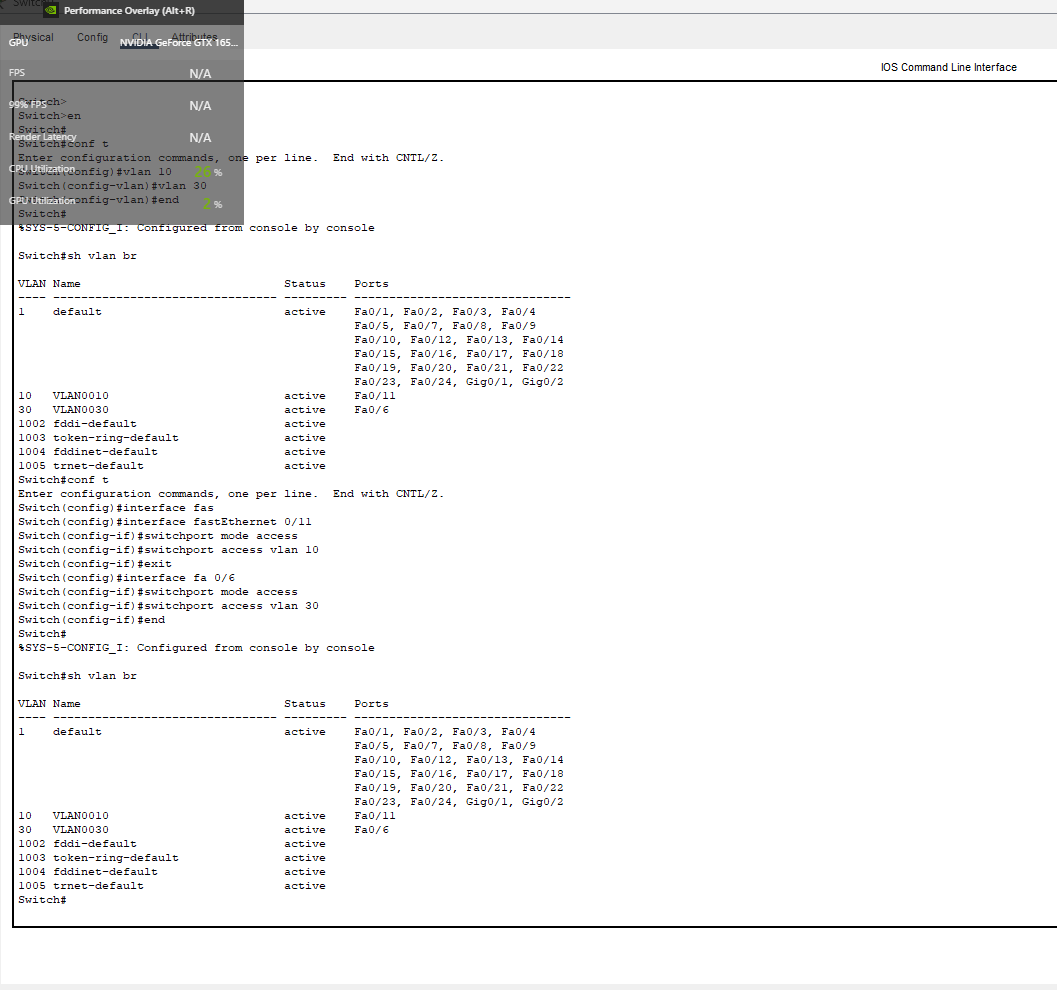 Switch
Performance Overlay (Alt+R)
Physical Config CLI Attributes
GPU NVIDIA GeForce GTX 165...
IOS Command Line Interface
FPS N/A
99% FPS N/A
Render Latency N/A
CPU Utilization 26 %
GPU Utilization 2 %
Switch>
Switch>en
Switch#
Switch#conf t
Enter configuration commands, one per line.  End with CNTL/Z.
Switch(config)#vlan 10
Switch(config-vlan)#vlan 30
Switch(config-vlan)#end
Switch#
%SYS-5-CONFIG_I: Configured from console by console
Switch#sh vlan br
VLAN Name                             Status    Ports
---- -------------------------------- --------- -------------------------------
1    default                          active    Fa0/1, Fa0/2, Fa0/3, Fa0/4
Fa0/5, Fa0/7, Fa0/8, Fa0/9
Fa0/10, Fa0/12, Fa0/13, Fa0/14
Fa0/15, Fa0/16, Fa0/17, Fa0/18
Fa0/19, Fa0/20, Fa0/21, Fa0/22
Fa0/23, Fa0/24, Gig0/1, Gig0/2
10   VLAN0010                         active    Fa0/11
30   VLAN0030                         active    Fa0/6
1002 fddi-default                     active
1003 token-ring-default               active
1004 fddinet-default                  active
1005 trnet-default                    active
Switch#conf t
Enter configuration commands, one per line.  End with CNTL/Z.
Switch(config)#interface fas
Switch(config)#interface fastEthernet 0/11
Switch(config-if)#switchport mode access
Switch(config-if)#switchport access vlan 10
Switch(config-if)#exit
Switch(config)#interface fa 0/6
Switch(config-if)#switchport mode access
Switch(config-if)#switchport access vlan 30
Switch(config-if)#end
Switch#
%SYS-5-CONFIG_I: Configured from console by console
Switch#sh vlan br
VLAN Name                             Status    Ports
---- -------------------------------- --------- -------------------------------
1    default                          active    Fa0/1, Fa0/2, Fa0/3, Fa0/4
Fa0/5, Fa0/7, Fa0/8, Fa0/9
Fa0/10, Fa0/12, Fa0/13, Fa0/14
Fa0/15, Fa0/16, Fa0/17, Fa0/18
Fa0/19, Fa0/20, Fa0/21, Fa0/22
Fa0/23, Fa0/24, Gig0/1, Gig0/2
10   VLAN0010                         active    Fa0/11
30   VLAN0030                         active    Fa0/6
1002 fddi-default                     active
1003 token-ring-default               active
1004 fddinet-default                  active
1005 trnet-default                    active
Switch#